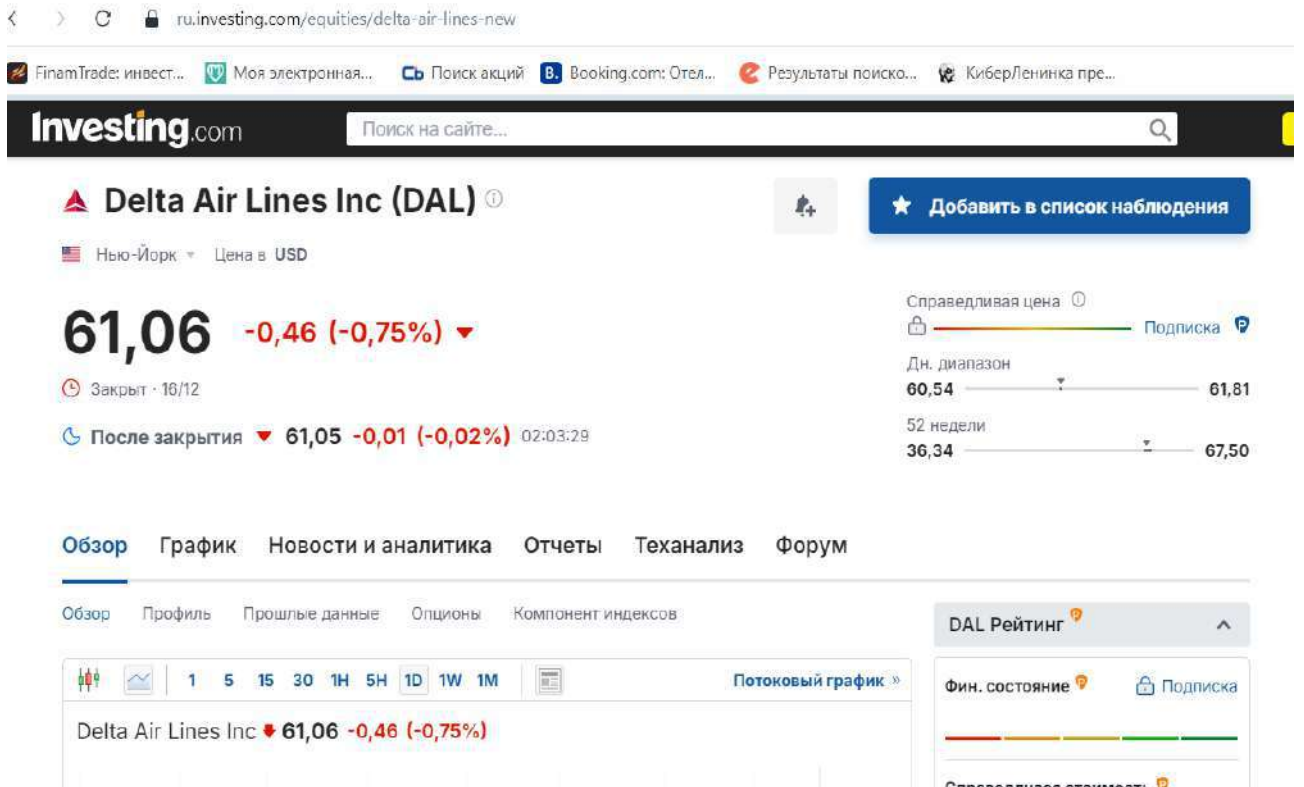 ru.investing.com/equities/delta-air-lines-new
FinamTrade: инвест... Моя электронная... Cb Поиск акций B. Booking.com: Отел... Результаты поиско... КиберЛенинка пре...
Investing.com Поиск на сайте...
Delta Air Lines Inc (DAL)
Добавить в список наблюдения
Нью-Йорк Цена в USD
61,06 -0,46 (-0,75%)
Закрыт · 16/12
После закрытия 61,05 -0,01 (-0,02%) 02:03:29
Справедливая цена
Подписка
Дн. диапазон
60,54 61,81
52 недели
36,34 67,50
Обзор График Новости и аналитика Отчеты Теханализ Форум
Обзор Профиль Прошлые данные Опционы Компонент индексов
DAL Рейтинг
1 5 15 30 1H 5H 1D 1W 1M Потоковый график »
Фин. состояние Подписка
Delta Air Lines Inc 61,06 -0,46 (-0,75%)